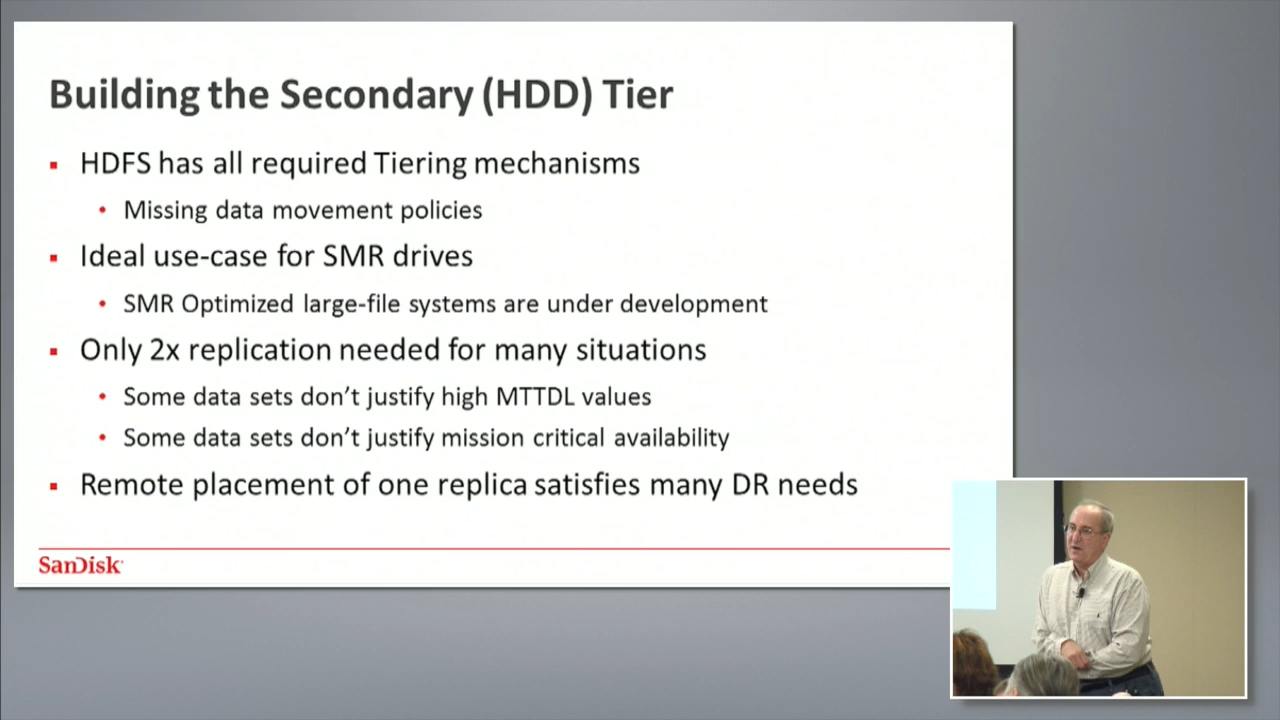 Building the Secondary (HDD) Tier
HDFS has all required Tiering mechanisms
Missing data movement policies
Ideal use-case for SMR drives
SMR Optimized large-file systems are under development
Only 2x replication needed for many situations
Some data sets don't justify high MTTDL values
Some data sets don't justify mission critical availability
Remote placement of one replica satisfies many DR needs
SanDisk